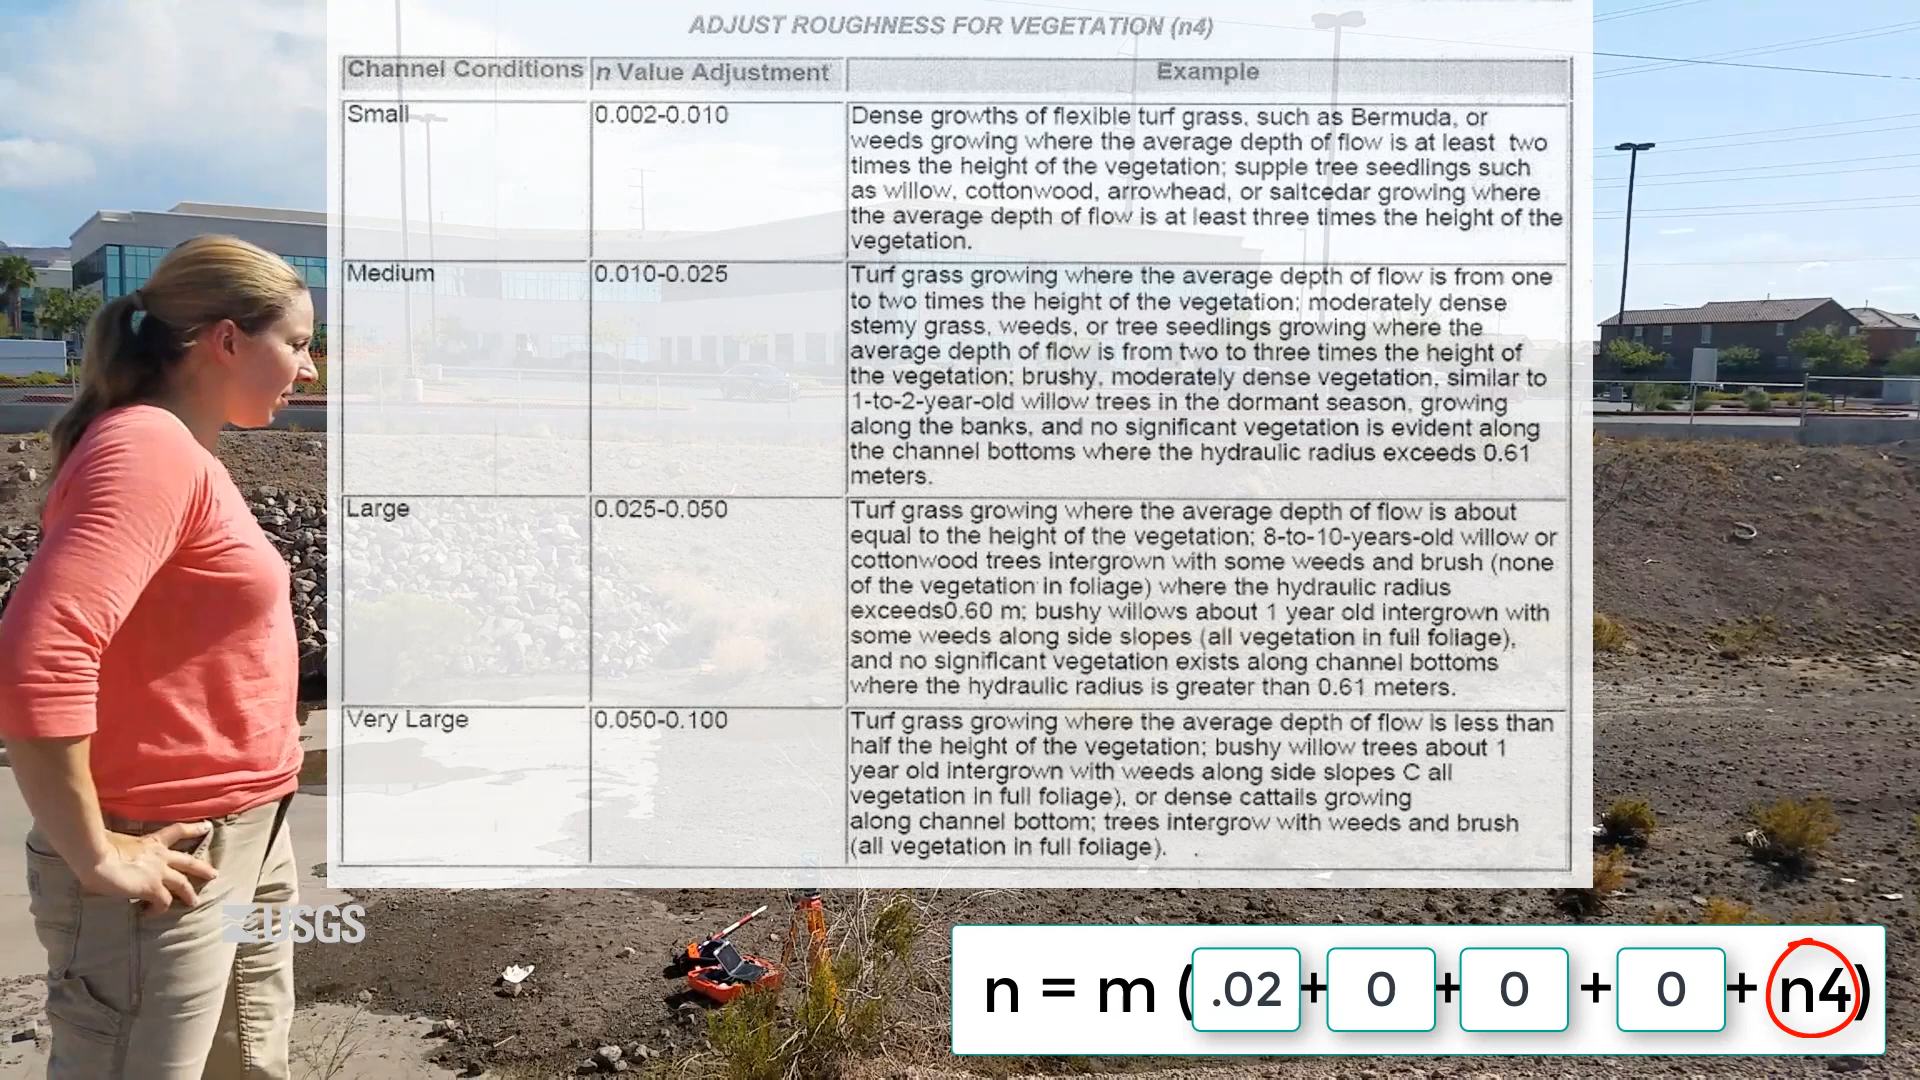 ADJUST ROUGHNESS FOR VEGETATION (n4)
Channel Conditions n Value Adjustment Example
Small 0.002-0.010 Dense growths of flexible turf grass, such as Bermuda, or
weeds growing where the average depth of flow is at least two
times the height of the vegetation; supple tree seedlings such
as willow, cottonwood, arrowhead, or saltcedar growing where
the average depth of flow is at least three times the height of the
vegetation.
Medium 0.010-0.025 Turf grass growing where the average depth of flow is from one
to two times the height of the vegetation; moderately dense
stemy grass, weeds, or tree seedlings growing where the
average depth of flow is from two to three times the height of
the vegetation; brushy, moderately dense vegetation, similar to
1-to-2-year-old willow trees in the dormant season, growing
along the banks, and no significant vegetation is evident along
the channel bottoms where the hydraulic radius exceeds 0.61
meters.
Large 0.025-0.050 Turf grass growing where the average depth of flow is about
equal to the height of the vegetation; 8-to-10-years-old willow or
cottonwood trees intergrown with some weeds and brush (none
of the vegetation in foliage) where the hydraulic radius
exceeds0.60 m; bushy willows about 1 year old intergrown with
some weeds along side slopes (all vegetation in full foliage),
and no significant vegetation exists along channel bottoms
where the hydraulic radius is greater than 0.61 meters.
Very Large 0.050-0.100 Turf grass growing where the average depth of flow is less than
half the height of the vegetation; bushy willow trees about 1
year old intergrown with weeds along side slopes C all
vegetation in full foliage), or dense cattails growing
along channel bottom; trees intergrow with weeds and brush
(all vegetation in full foliage).
USGS
n = m ( .02 + 0 + 0 + 0 + n4)